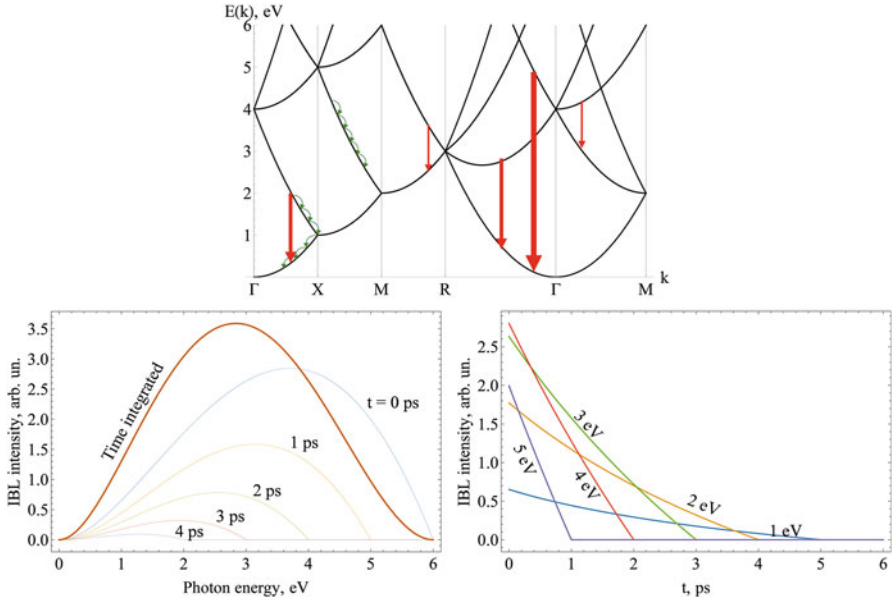 E(k), eV
6
5
4
3
2
1
Γ X M R Γ M
k
IBL intensity, arb. un.
3.5
3.0
2.5
2.0
1.5
1.0
0.5
0.0
Time integrated
t = 0 ps
1 ps
2 ps
3 ps
4 ps
0 1 2 3 4 5 6
Photon energy, eV
IBL intensity, arb. un.
2.5
2.0
1.5
1.0
0.5
0.0
3 eV
5 eV
4 eV
2 eV
1 eV
0 1 2 3 4 5 6
t, ps